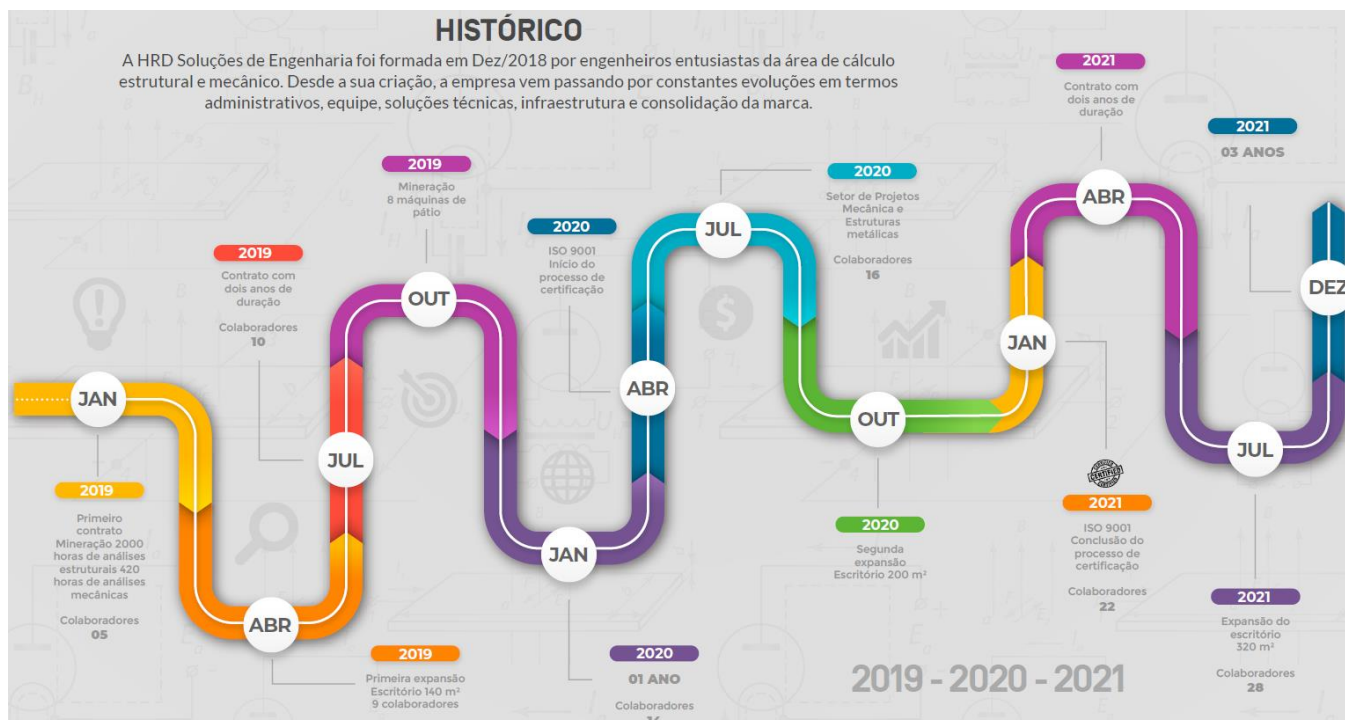 HISTÓRICO
A HRD Soluções de Engenharia foi formada em Dez/2018 por engenheiros entusiastas da área de cálculo
estrutural e mecânico. Desde a sua criação, a empresa vem passando por constantes evoluções em termos
administrativos, equipe, soluções técnicas, infraestrutura e consolidação da marca.
JAN
2019
Primeiro
contrato
Mineração 2000
horas de análises
estruturais 420
horas de análises
mecânicas
Colaboradores
05
ABR
2019
Primeira expansão
Escritório 140 m²
9 colaboradores
JUL
2019
Contrato com
dois anos de
duração
Colaboradores
10
OUT
2019
Mineração
8 máquinas de
pátio
JAN
2020
01 ANO
Colaboradores
ABR
2020
ISO 9001
Início do
processo de
certificação
JUL
2020
Setor de Projetos
Mecânica e
Estruturas
metálicas
Colaboradores
16
OUT
2020
Segunda
expansão
Escritório 200 m²
JAN
CERTIFIED
2021
ISO 9001
Conclusão do
processo de
certificação
Colaboradores
22
ABR
2021
Contrato com
dois anos de
duração
JUL
2021
Expansão do
escritório
320 m²
Colaboradores
28
DEZ
2021
03 ANOS
2019 - 2020 - 2021